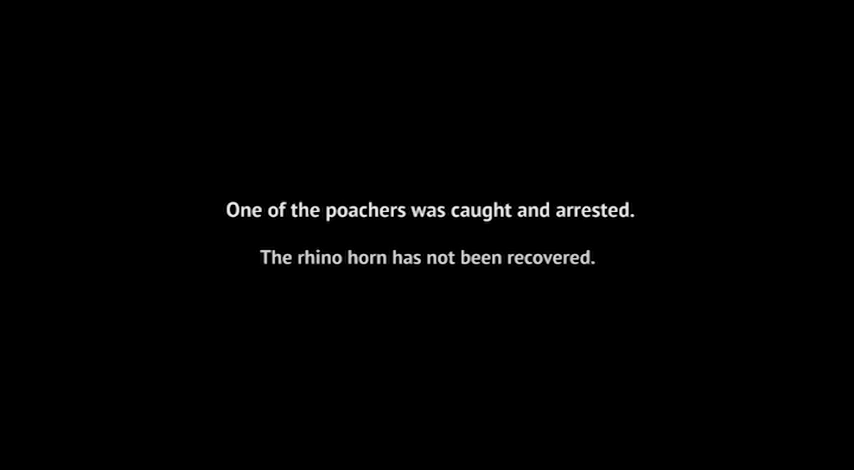 One of the poachers was caught and arrested.
The rhino horn has not been recovered.